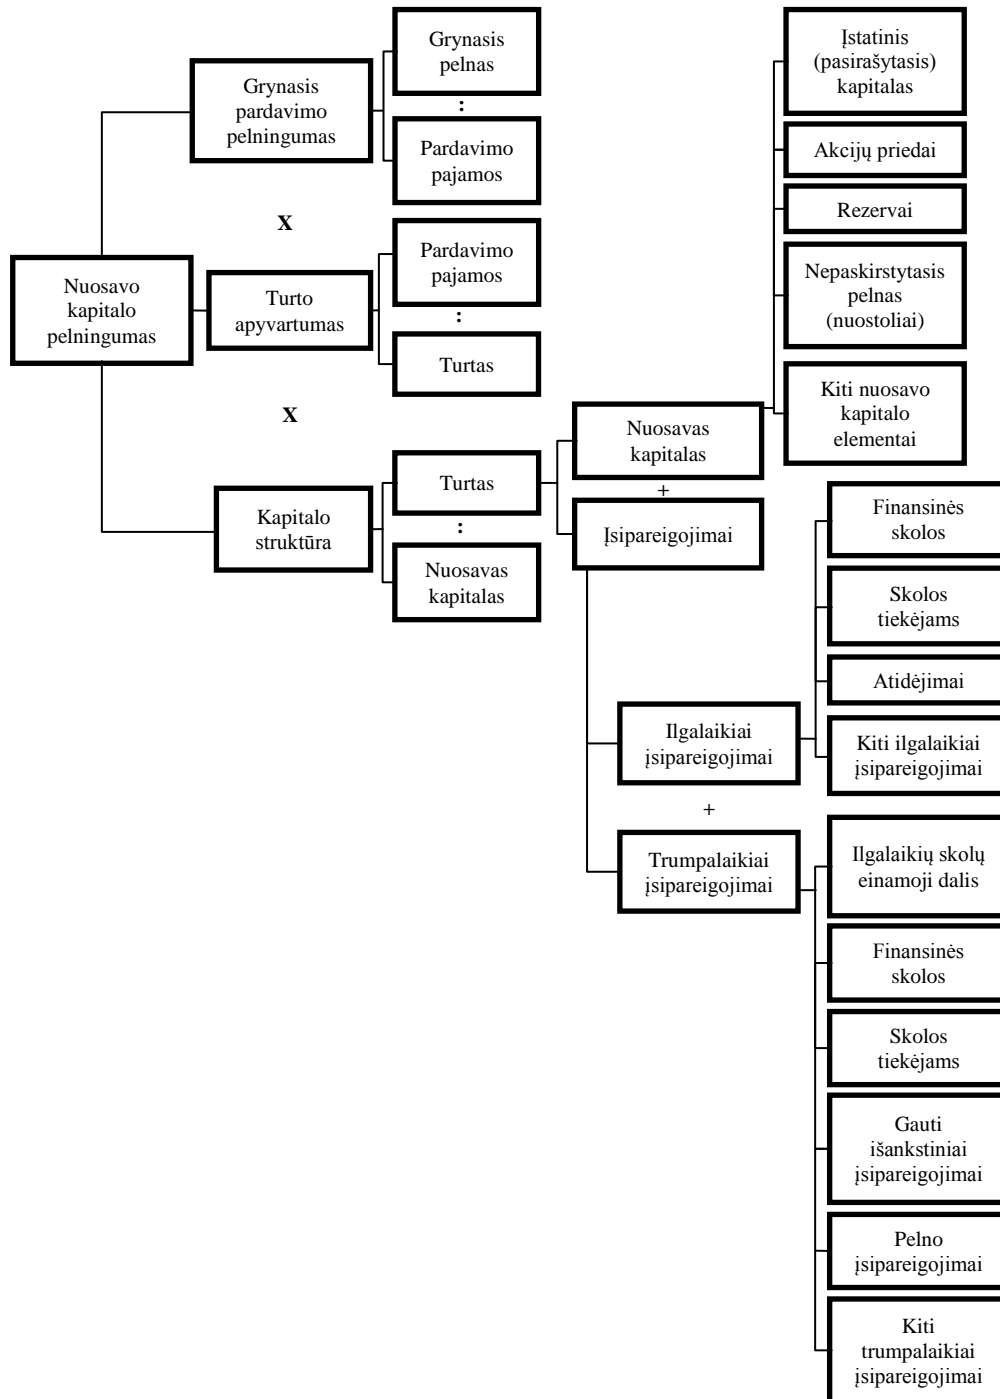 Nuosavo
kapitalo
pelningumas
Grynasis
pardavimo
pelningumas
X
Turto
apyvartumas
X
Kapitalo
struktūra
Grynasis
pelnas
:
Pardavimo
pajamos
Pardavimo
pajamos
:
Turtas
Turtas
:
Nuosavas
kapitalas
Nuosavas
kapitalas
+
Įsipareigojimai
Įstatinis
(pasirašytasis)
kapitalas
Akcijų priedai
Rezervai
Nepaskirstytasis
pelnas
(nuostoliai)
Kiti nuosavo
kapitalo
elementai
Ilgalaikiai
įsipareigojimai
+
Trumpalaikiai
įsipareigojimai
Finansinės
skolos
Skolos
tiekėjams
Atidėjimai
Kiti ilgalaikiai
įsipareigojimai
Ilgalaikių skolų
einamoji dalis
Finansinės
skolos
Skolos
tiekėjams
Gauti
išankstiniai
įsipareigojimai
Pelno
įsipareigojimai
Kiti
trumpalaikiai
įsipareigojimai